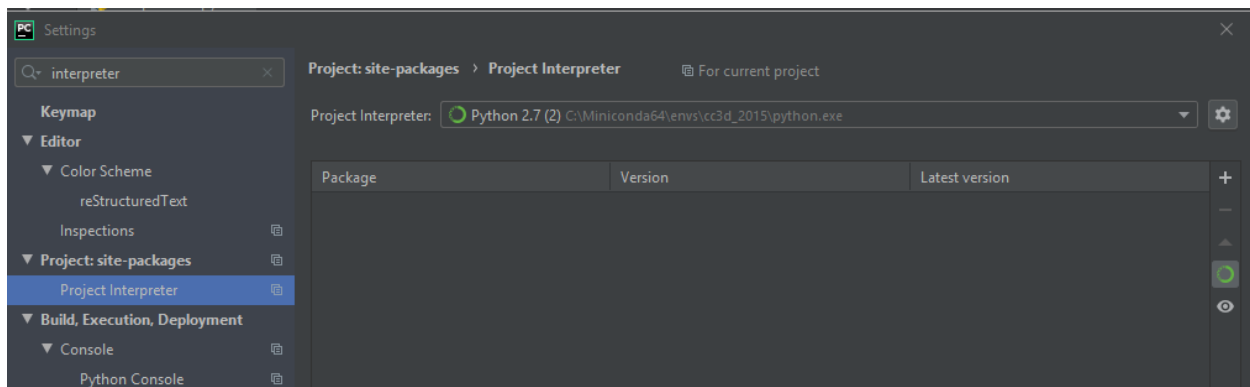 PC Settings
interpreter
Project: site-packages › Project Interpreter For current project
Project Interpreter: Python 2.7 (2) C:\Miniconda64\envs\cc3d_2015\python.exe
Keymap
Editor
Color Scheme
reStructuredText
Inspections
Project: site-packages
Project Interpreter
Build, Execution, Deployment
Console
Python Console
Package Version Latest version